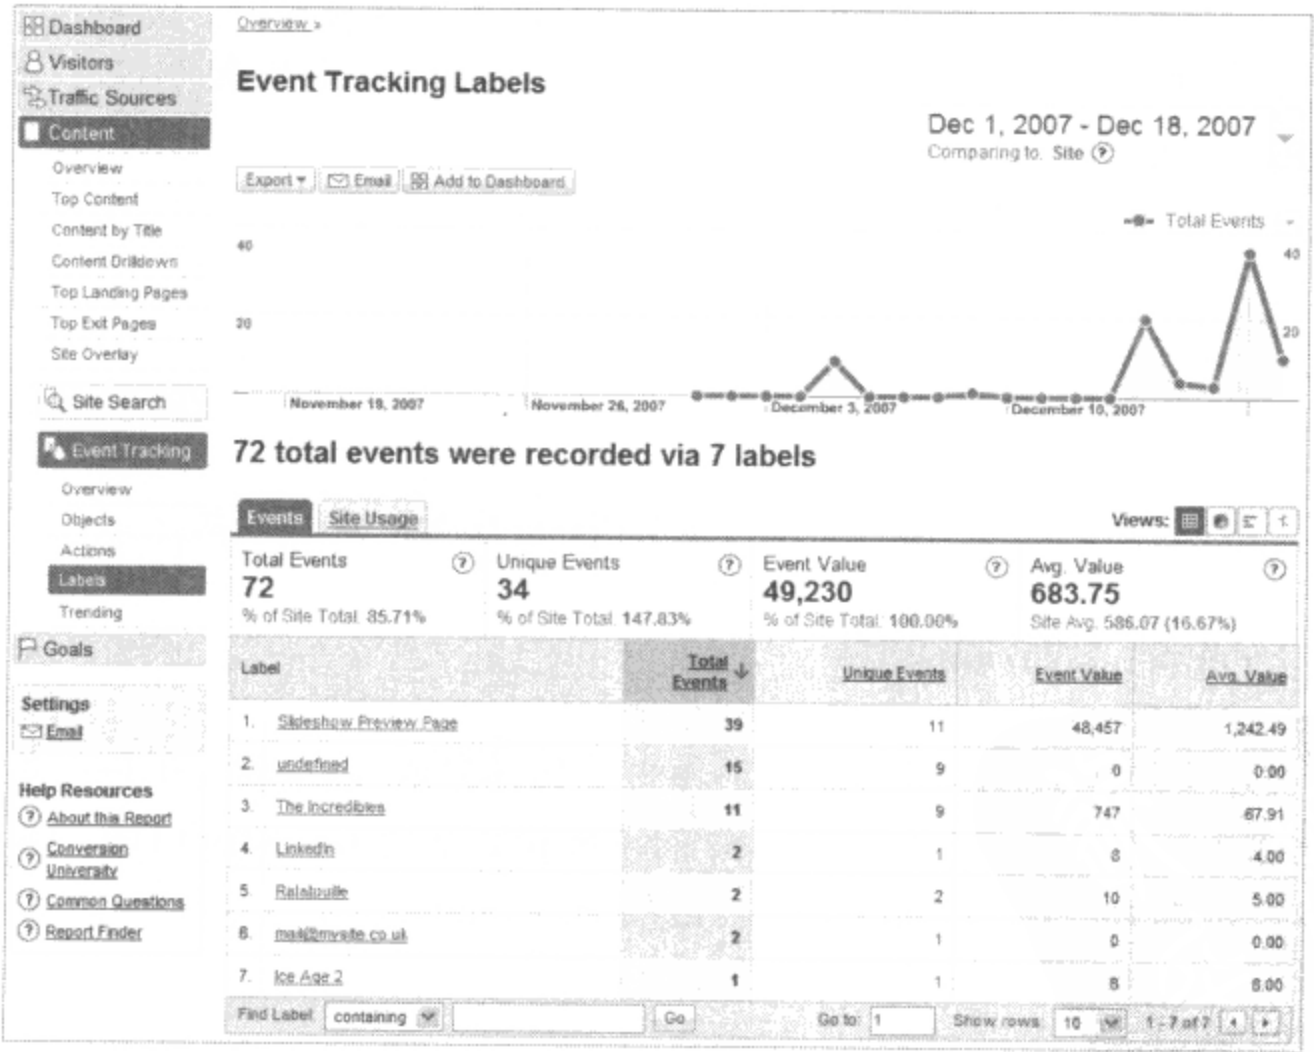 Dashboard
Visitors
Traffic Sources
Content
Overview
Top Content
Content by Title
Content Drilldown
Top Landing Pages
Top Exit Pages
Site Overlay
Site Search
Event Tracking
Overview
Objects
Actions
Labels
Trending
Goals
Settings
Email
Help Resources
About this Report
Conversion
University
Common Questions
Report Finder
Overview »
Event Tracking Labels
Dec 1, 2007 - Dec 18, 2007
Comparing to: Site
Export Email Add to Dashboard
Total Events
40 40
20 20
November 19, 2007 November 26, 2007 December 3, 2007 December 10, 2007
72 total events were recorded via 7 labels
Events Site Usage Views:
Total Events ? Unique Events ? Event Value ? Avg. Value ?
72 34 49,230 683.75
% of Site Total: 85.71% % of Site Total: 147.83% % of Site Total: 100.00% Site Avg: 586.07 (16.67%)
Label Total Events Unique Events Event Value Avg. Value
1. Slideshow Preview Page 39 11 48,457 1,242.49
2. undefined 15 9 0 0.00
3. The Incredibles 11 9 747 67.91
4. LinkedIn 2 1 8 4.00
5. Ratatouille 2 2 10 5.00
6. mail@mysite.co.uk 2 1 0 0.00
7. Ice Age 2 1 1 8 8.00
Find Label: containing Go Go to: 1 Show rows: 10 1 - 7 of 7